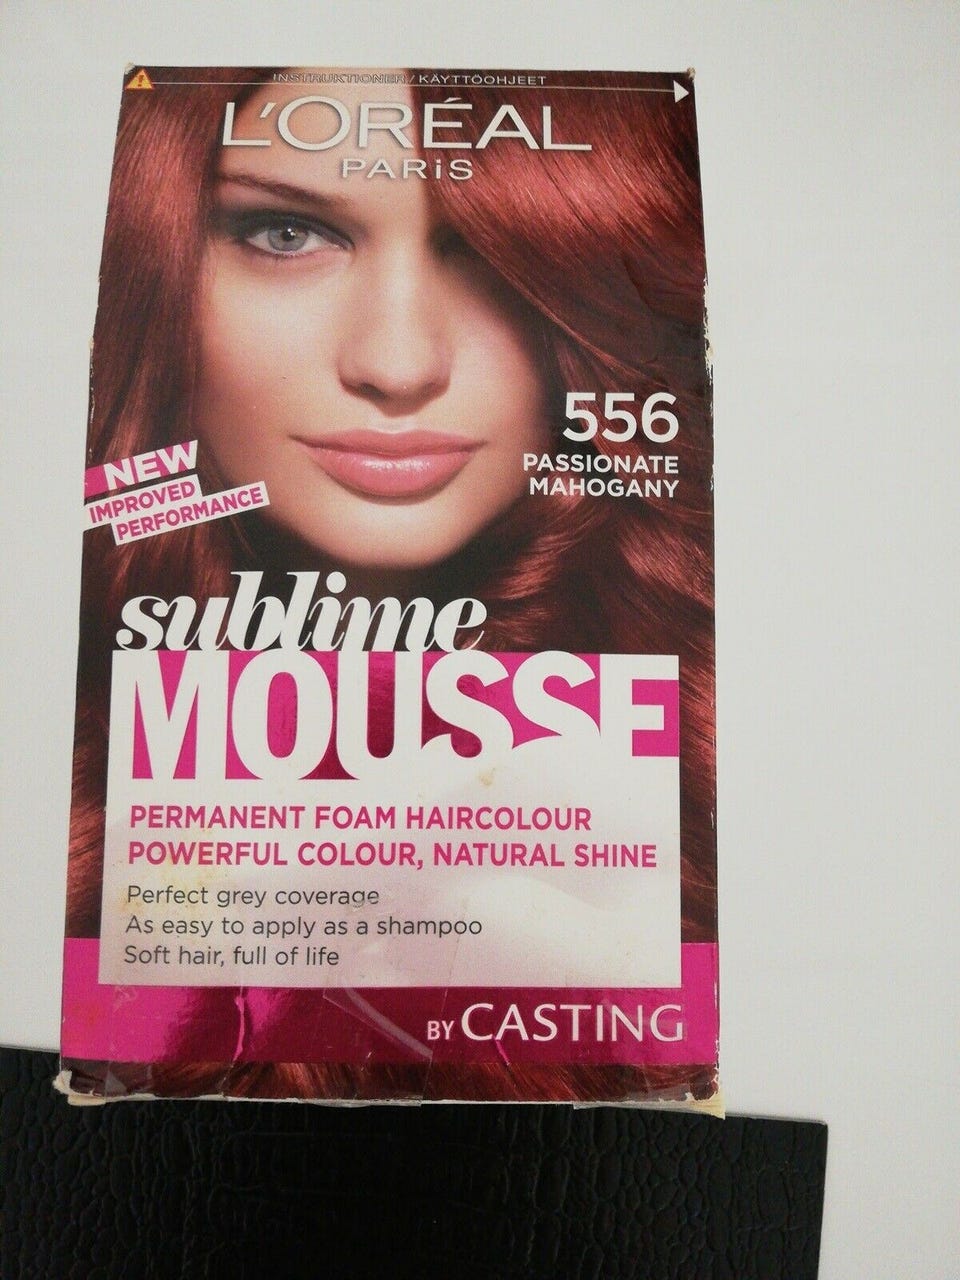 INSTRUKTIONER/KÄYTTÖOHJEET
L'ORÉAL
PARiS
556
PASSIONATE
MAHOGANY
NEW
IMPROVED
PERFORMANCE
sublime
MOUSSE
PERMANENT FOAM HAIRCOLOUR
POWERFUL COLOUR, NATURAL SHINE
Perfect grey coverage
As easy to apply as a shampoo
Soft hair, full of life
BY CASTING